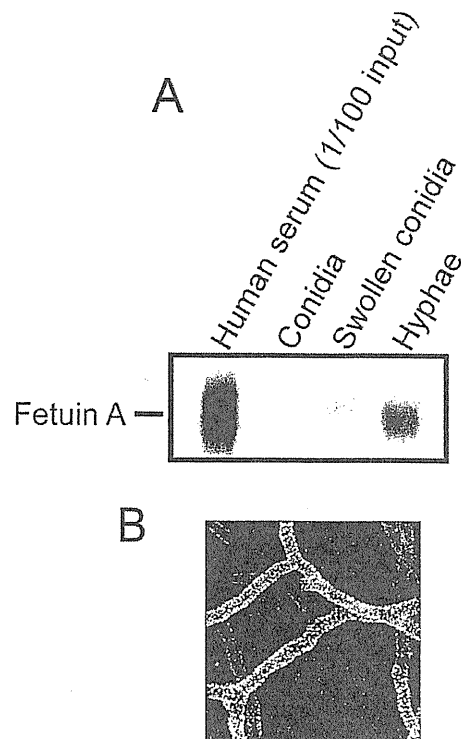 A
Human serum (1/100 input)
Conidia
Swollen conidia
Hyphae
Fetuin A
B